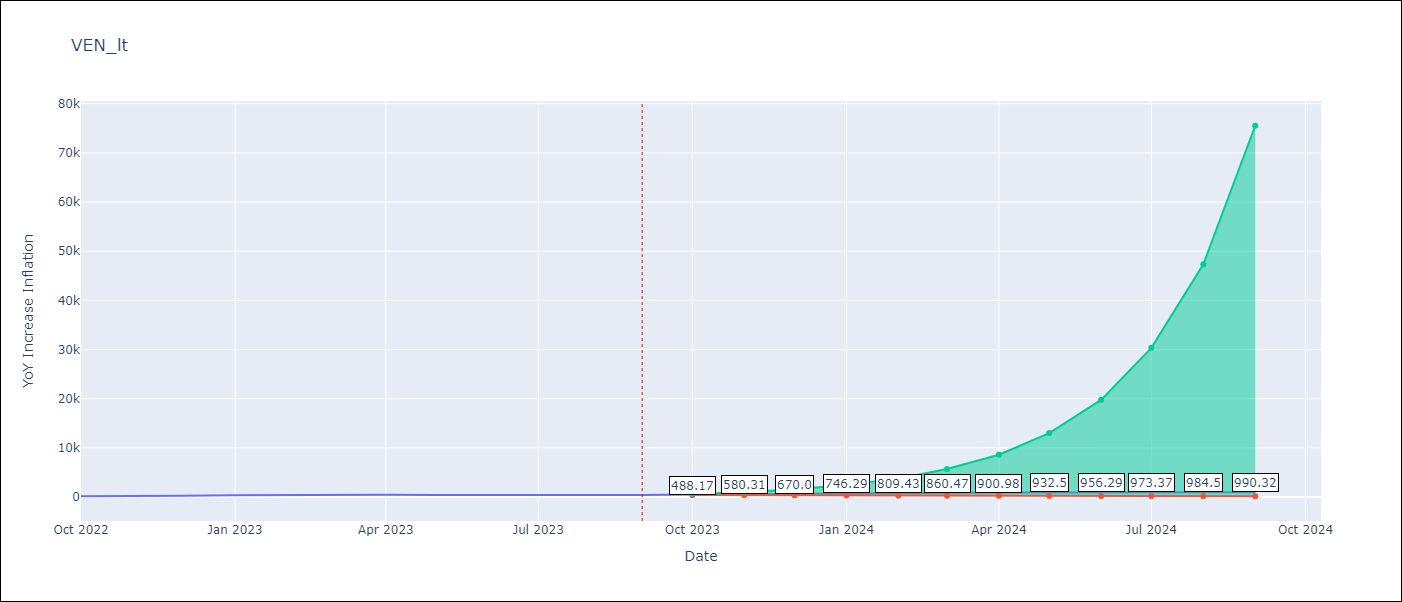 VEN_lt
80k
70k
60k
50k
40k
30k
20k
10k
0
YoY Increase Inflation
488.17 580.31 670.0 746.29 809.43 860.47 900.98 932.5 956.29 973.37 984.5 990.32
Oct 2022 Jan 2023 Apr 2023 Jul 2023 Oct 2023 Jan 2024 Apr 2024 Jul 2024 Oct 2024
Date